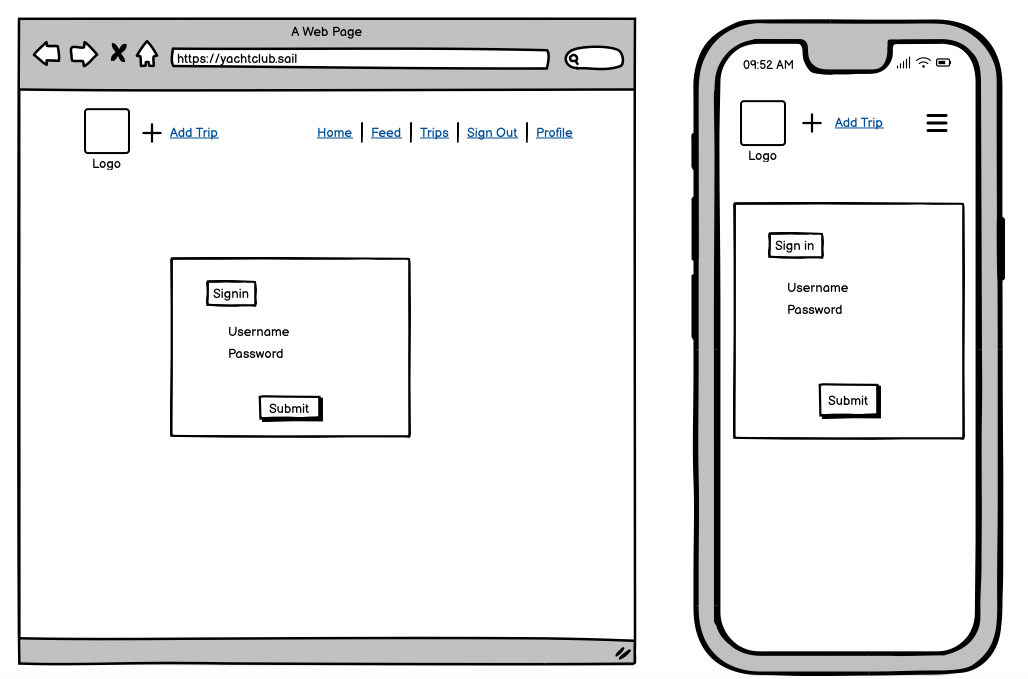 A Web Page
https://yachtclub.sail
Logo
Add Trip
Home | Feed | Trips | Sign Out | Profile
Signin
Username
Password
Submit
09:52 AM
Logo
Add Trip
Sign in
Username
Password
Submit